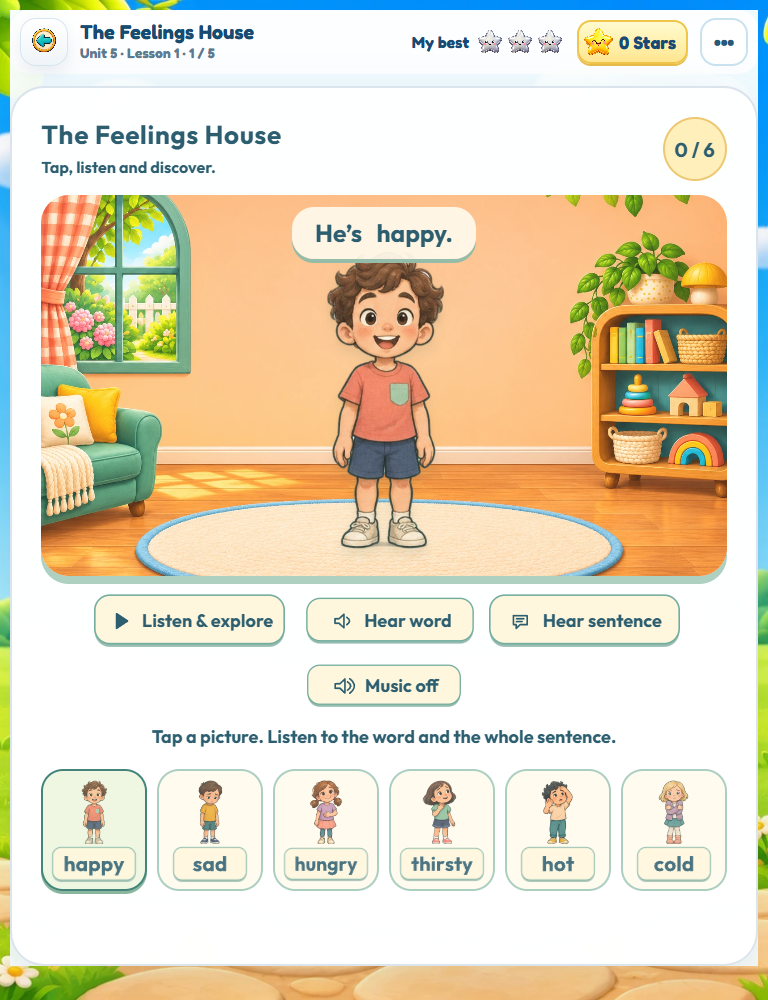 The Feelings House
Unit 5 · Lesson 1 · 1 / 5
My best
0 Stars
•••
The Feelings House
Tap, listen and discover.
0 / 6
He’s happy.
Listen & explore
Hear word
Hear sentence
Music off
Tap a picture. Listen to the word and the whole sentence.
happy
sad
hungry
thirsty
hot
cold